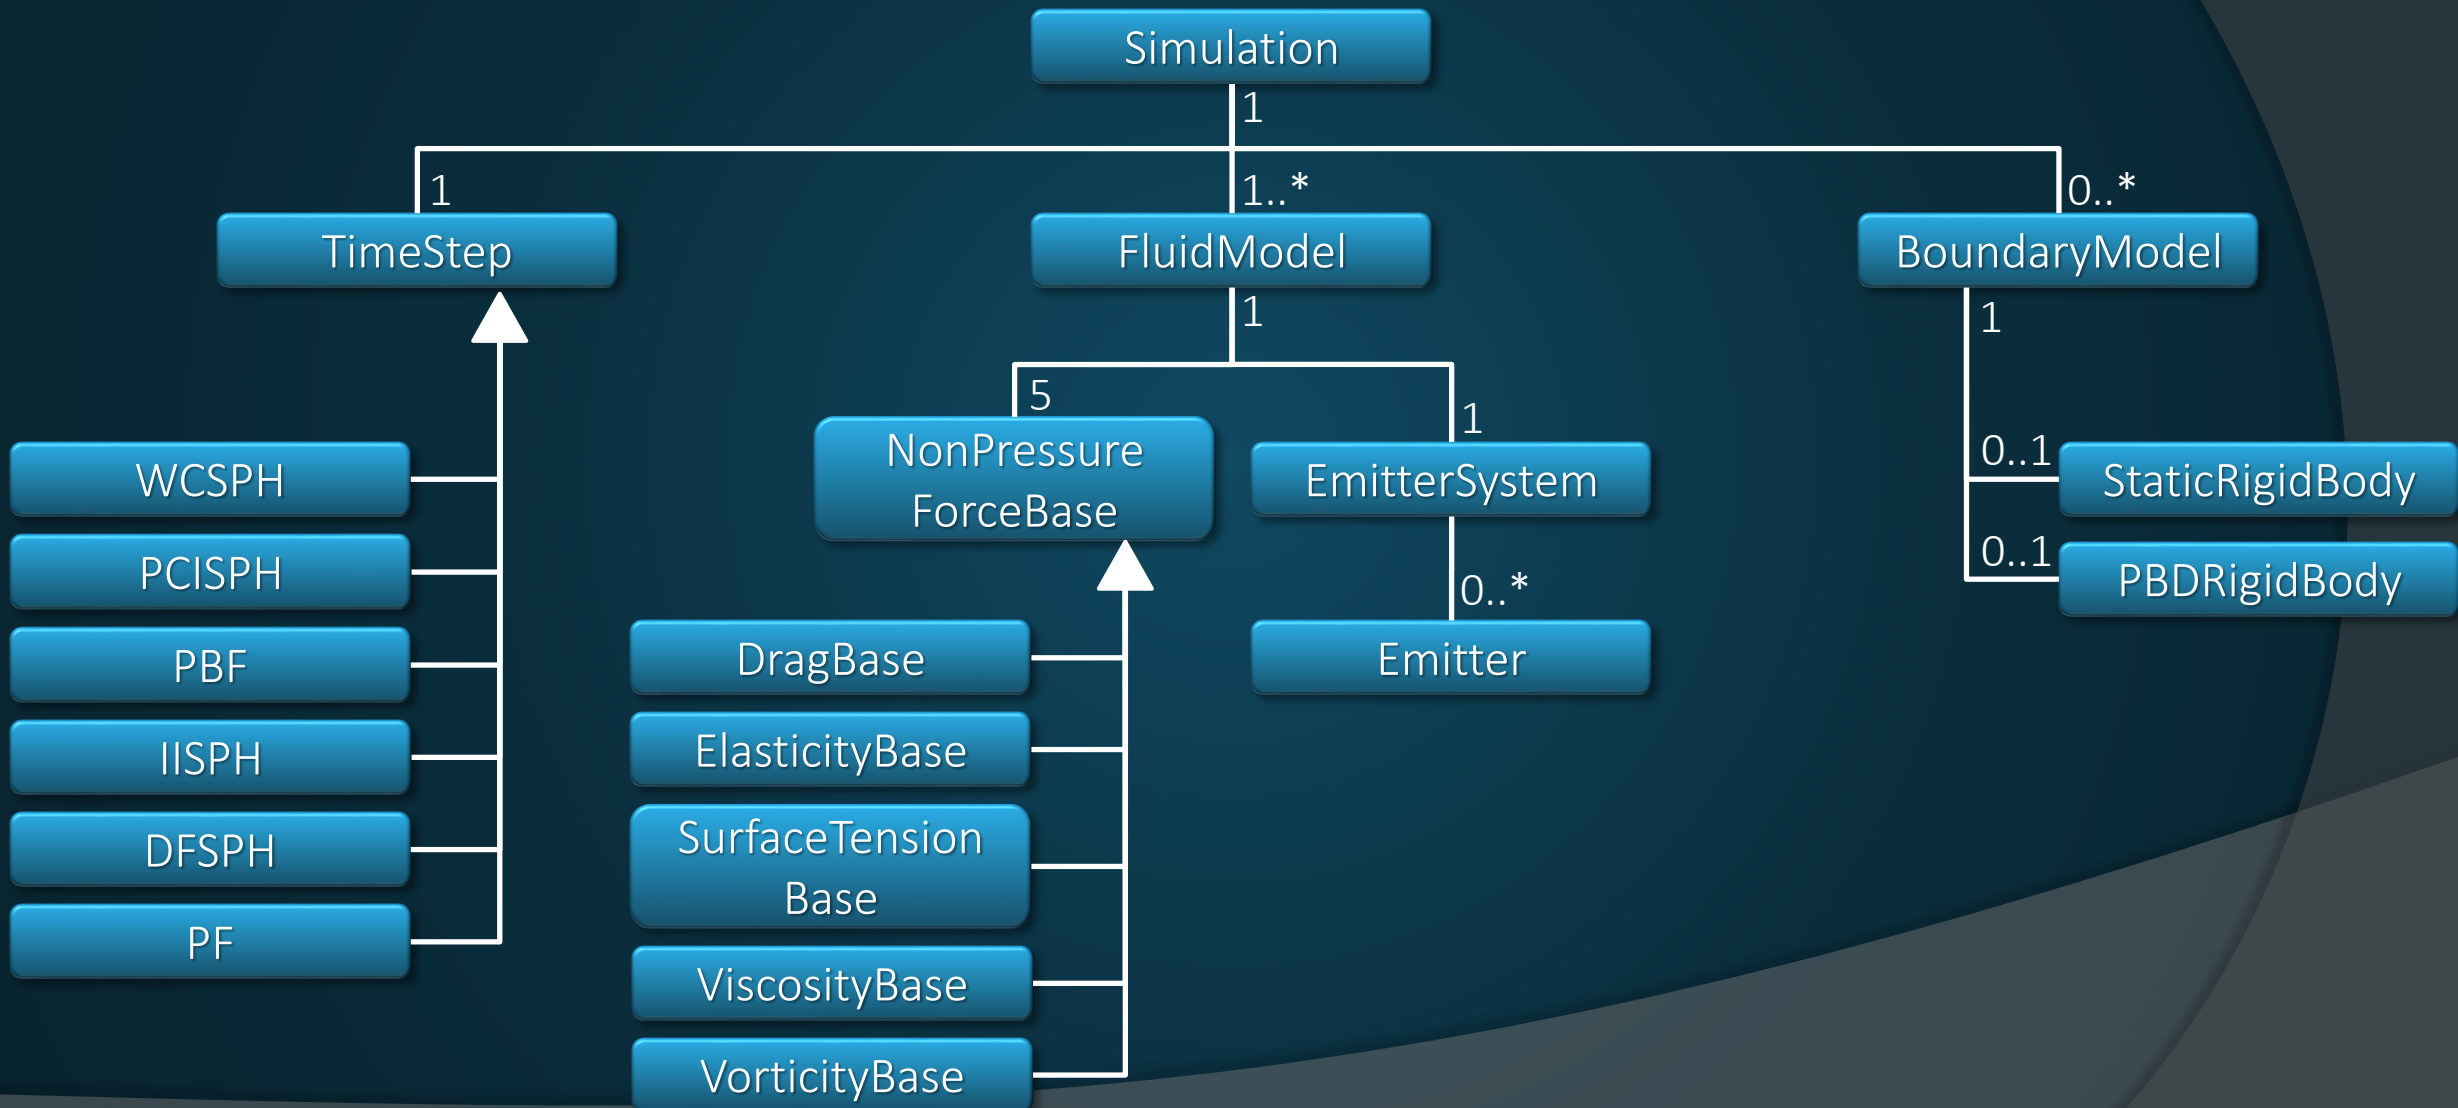 Simulation
1
1
1..*
0..*
TimeStep
FluidModel
BoundaryModel
1
1
5
1
NonPressure
ForceBase
EmitterSystem
0..1
StaticRigidBody
0..1
PBDRigidBody
0..*
Emitter
WCSPH
PCISPH
PBF
IISPH
DFSPH
PF
DragBase
ElasticityBase
SurfaceTension
Base
ViscosityBase
VorticityBase